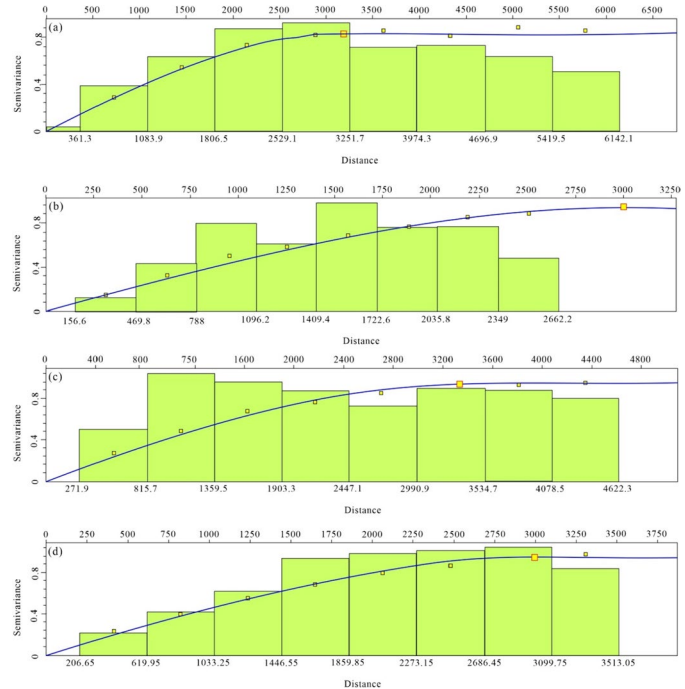 0 500 1000 1500 2000 2500 3000 3500 4000 4500 5000 5500 6000 6500
(a)
Semivariance
0.8
0.4
0
361.3 1083.9 1806.5 2529.1 3251.7 3974.3 4696.9 5419.5 6142.1
Distance
0 250 500 750 1000 1250 1500 1750 2000 2250 2500 2750 3000 3250
(b)
Semivariance
0.8
0.4
0
156.6 469.8 788 1096.2 1409.4 1722.6 2035.8 2349 2662.2
Distance
0 400 800 750 1600 2000 2400 2800 3200 3600 4000 4400 4800
(c)
Semivariance
0.8
0.4
0
271.9 815.7 1359.5 1903.3 2447.1 2990.9 3534.7 4078.5 4622.3
Distance
0 250 500 750 1000 1250 1500 1750 2000 2250 2500 2750 3000 3250 3500 3750
(d)
Semivariance
0.8
0.4
0
206.65 619.95 1033.25 1446.55 1859.85 2273.15 2686.45 3099.75 3513.05
Distance